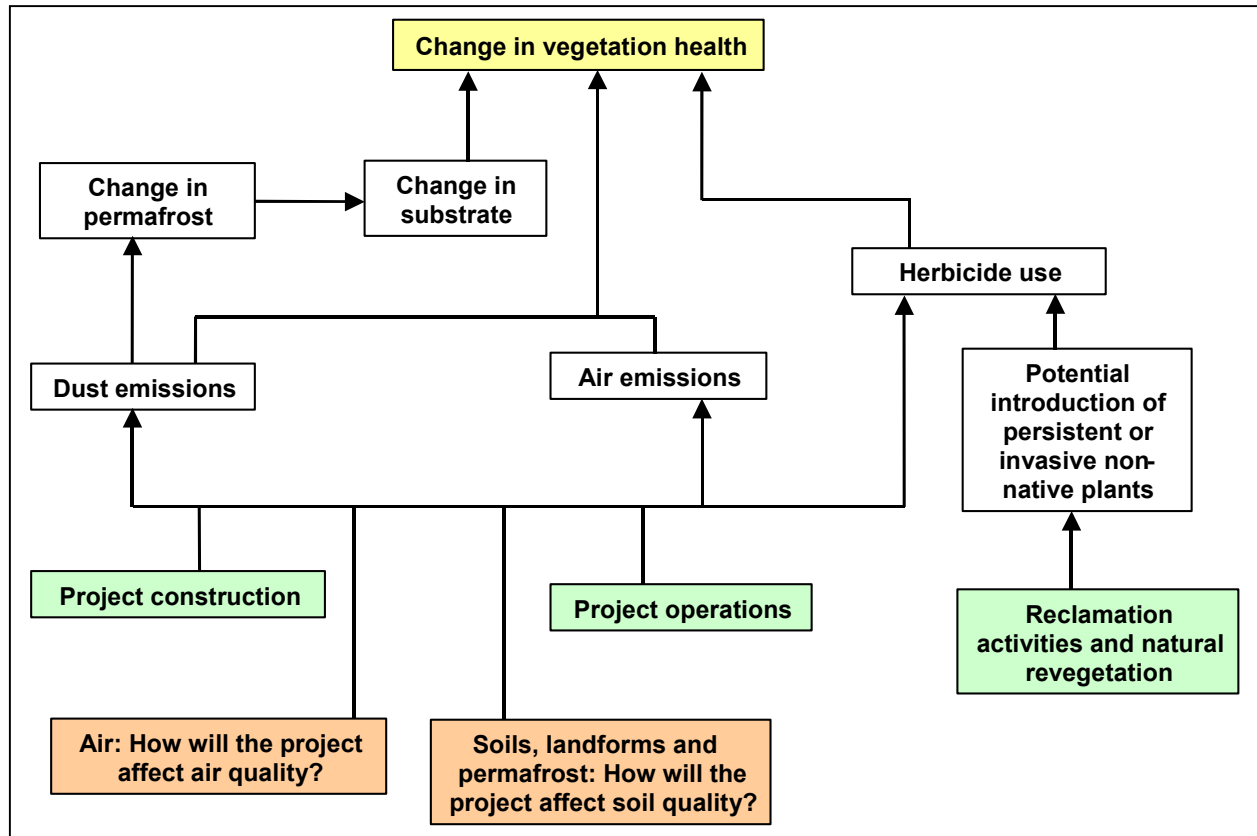 Change in vegetation health
Change in
permafrost
Change in
substrate
Herbicide use
Dust emissions
Air emissions
Potential
introduction of
persistent or
invasive non-
native plants
Project construction
Project operations
Reclamation
activities and natural
revegetation
Air: How will the project
affect air quality?
Soils, landforms and
permafrost: How will the
project affect soil quality?